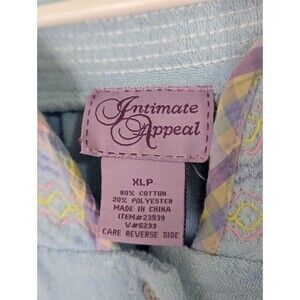 Intimate
Appeal
XLP
80% COTTON
20% POLYESTER
MADE IN CHINA
ITEM#23939
V#6233
CARE REVERSE SIDE